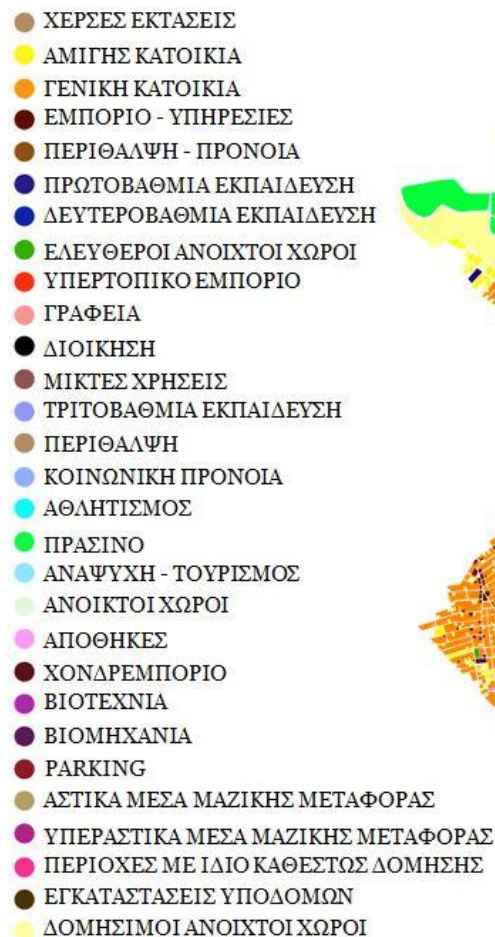 ΧΕΡΣΕΣ ΕΚΤΑΣΕΙΣ
ΑΜΙΓΗΣ ΚΑΤΟΙΚΙΑ
ΓΕΝΙΚΗ ΚΑΤΟΙΚΙΑ
ΕΜΠΟΡΙΟ - ΥΠΗΡΕΣΙΕΣ
ΠΕΡΙΘΑΛΨΗ - ΠΡΟΝΟΙΑ
ΠΡΩΤΟΒΑΘΜΙΑ ΕΚΠΑΙΔΕΥΣΗ
ΔΕΥΤΕΡΟΒΑΘΜΙΑ ΕΚΠΑΙΔΕΥΣΗ
ΕΛΕΥΘΕΡΟΙ ΑΝΟΙΧΤΟΙ ΧΩΡΟΙ
ΥΠΕΡΤΟΠΙΚΟ ΕΜΠΟΡΙΟ
ΓΡΑΦΕΙΑ
ΔΙΟΙΚΗΣΗ
ΜΙΚΤΕΣ ΧΡΗΣΕΙΣ
ΤΡΙΤΟΒΑΘΜΙΑ ΕΚΠΑΙΔΕΥΣΗ
ΠΕΡΙΘΑΛΨΗ
ΚΟΙΝΩΝΙΚΗ ΠΡΟΝΟΙΑ
ΑΘΛΗΤΙΣΜΟΣ
ΠΡΑΣΙΝΟ
ΑΝΑΨΥΧΗ - ΤΟΥΡΙΣΜΟΣ
ΑΝΟΙΚΤΟΙ ΧΩΡΟΙ
ΑΠΟΘΗΚΕΣ
ΧΟΝΔΡΕΜΠΟΡΙΟ
ΒΙΟΤΕΧΝΙΑ
ΒΙΟΜΗΧΑΝΙΑ
PARKING
ΑΣΤΙΚΑ ΜΕΣΑ ΜΑΖΙΚΗΣ ΜΕΤΑΦΟΡΑΣ
ΥΠΕΡΑΣΤΙΚΑ ΜΕΣΑ ΜΑΖΙΚΗΣ ΜΕΤΑΦΟΡΑΣ
ΠΕΡΙΟΧΕΣ ΜΕ ΙΔΙΟ ΚΑΘΕΣΤΩΣ ΔΟΜΗΣΗΣ
ΕΓΚΑΤΑΣΤΑΣΕΙΣ ΥΠΟΔΟΜΩΝ
ΔΟΜΗΣΙΜΟΙ ΑΝΟΙΧΤΟΙ ΧΩΡΟΙ